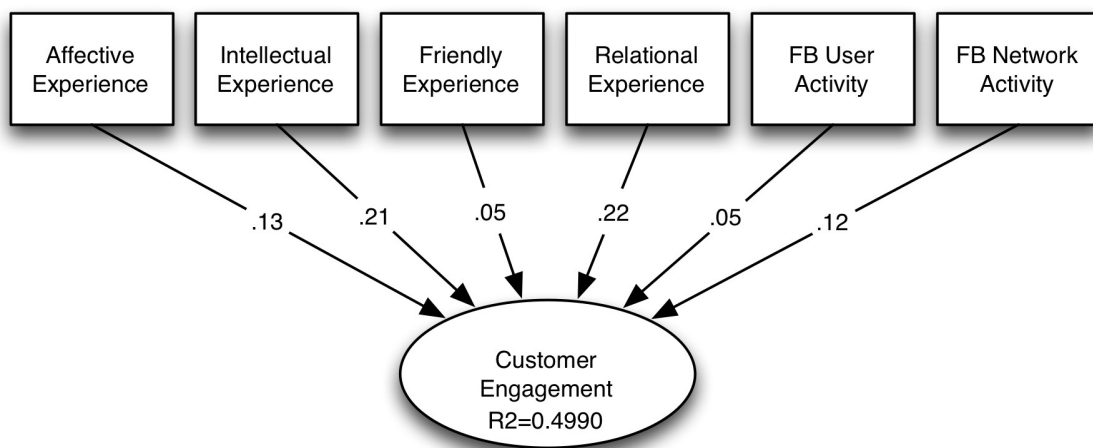 Affective
Experience
Intellectual
Experience
Friendly
Experience
Relational
Experience
FB User
Activity
FB Network
Activity
.13
.21
.05
.22
.05
.12
Customer
Engagement
R2=0.4990